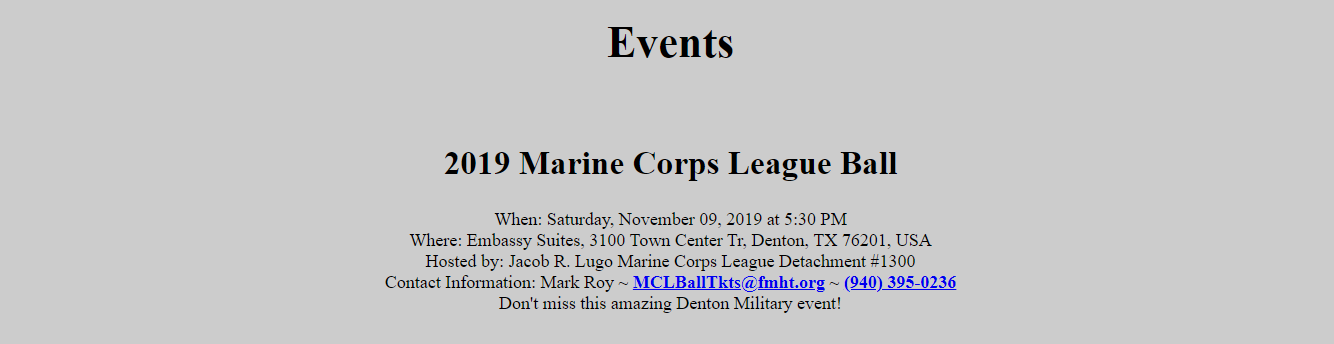 Events
2019 Marine Corps League Ball
When: Saturday, November 09, 2019 at 5:30 PM
Where: Embassy Suites, 3100 Town Center Tr, Denton, TX 76201, USA
Hosted by: Jacob R. Lugo Marine Corps League Detachment #1300
Contact Information: Mark Roy ~ MCLBallTkts@fmht.org ~ (940) 395-0236
Don't miss this amazing Denton Military event!